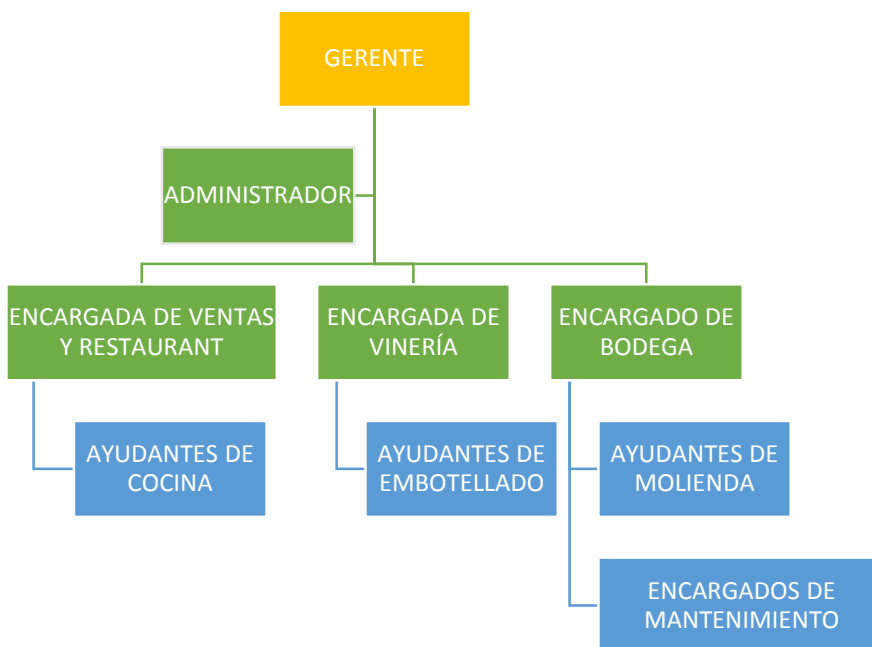 GERENTE
ADMINISTRADOR
ENCARGADA DE VENTAS
Y RESTAURANT
ENCARGADA DE
VINERÍA
ENCARGADO DE
BODEGA
AYUDANTES DE
COCINA
AYUDANTES DE
EMBOTELLADO
AYUDANTES DE
MOLIENDA
ENCARGADOS DE
MANTENIMIENTO